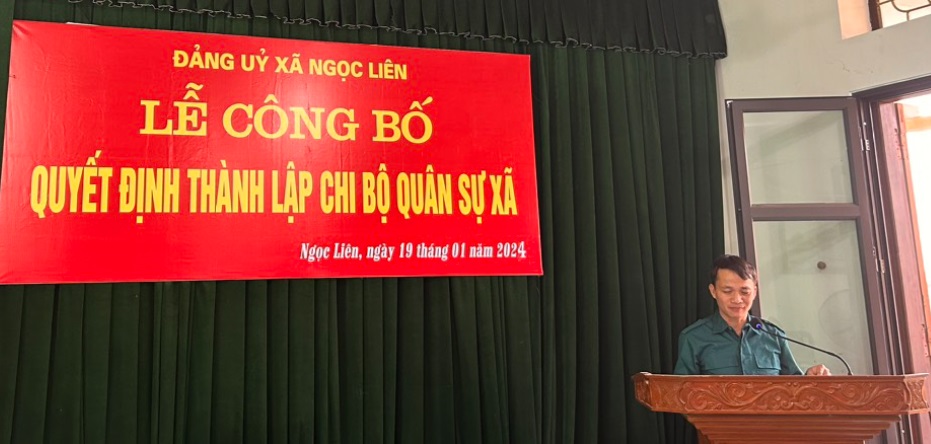 ĐẢNG UỶ XÃ NGỌC LIÊN
LỄ CÔNG BỐ
QUYẾT ĐỊNH THÀNH LẬP CHI BỘ QUÂN SỰ XÃ
Ngọc Liên, ngày 19 tháng 01 năm 2024